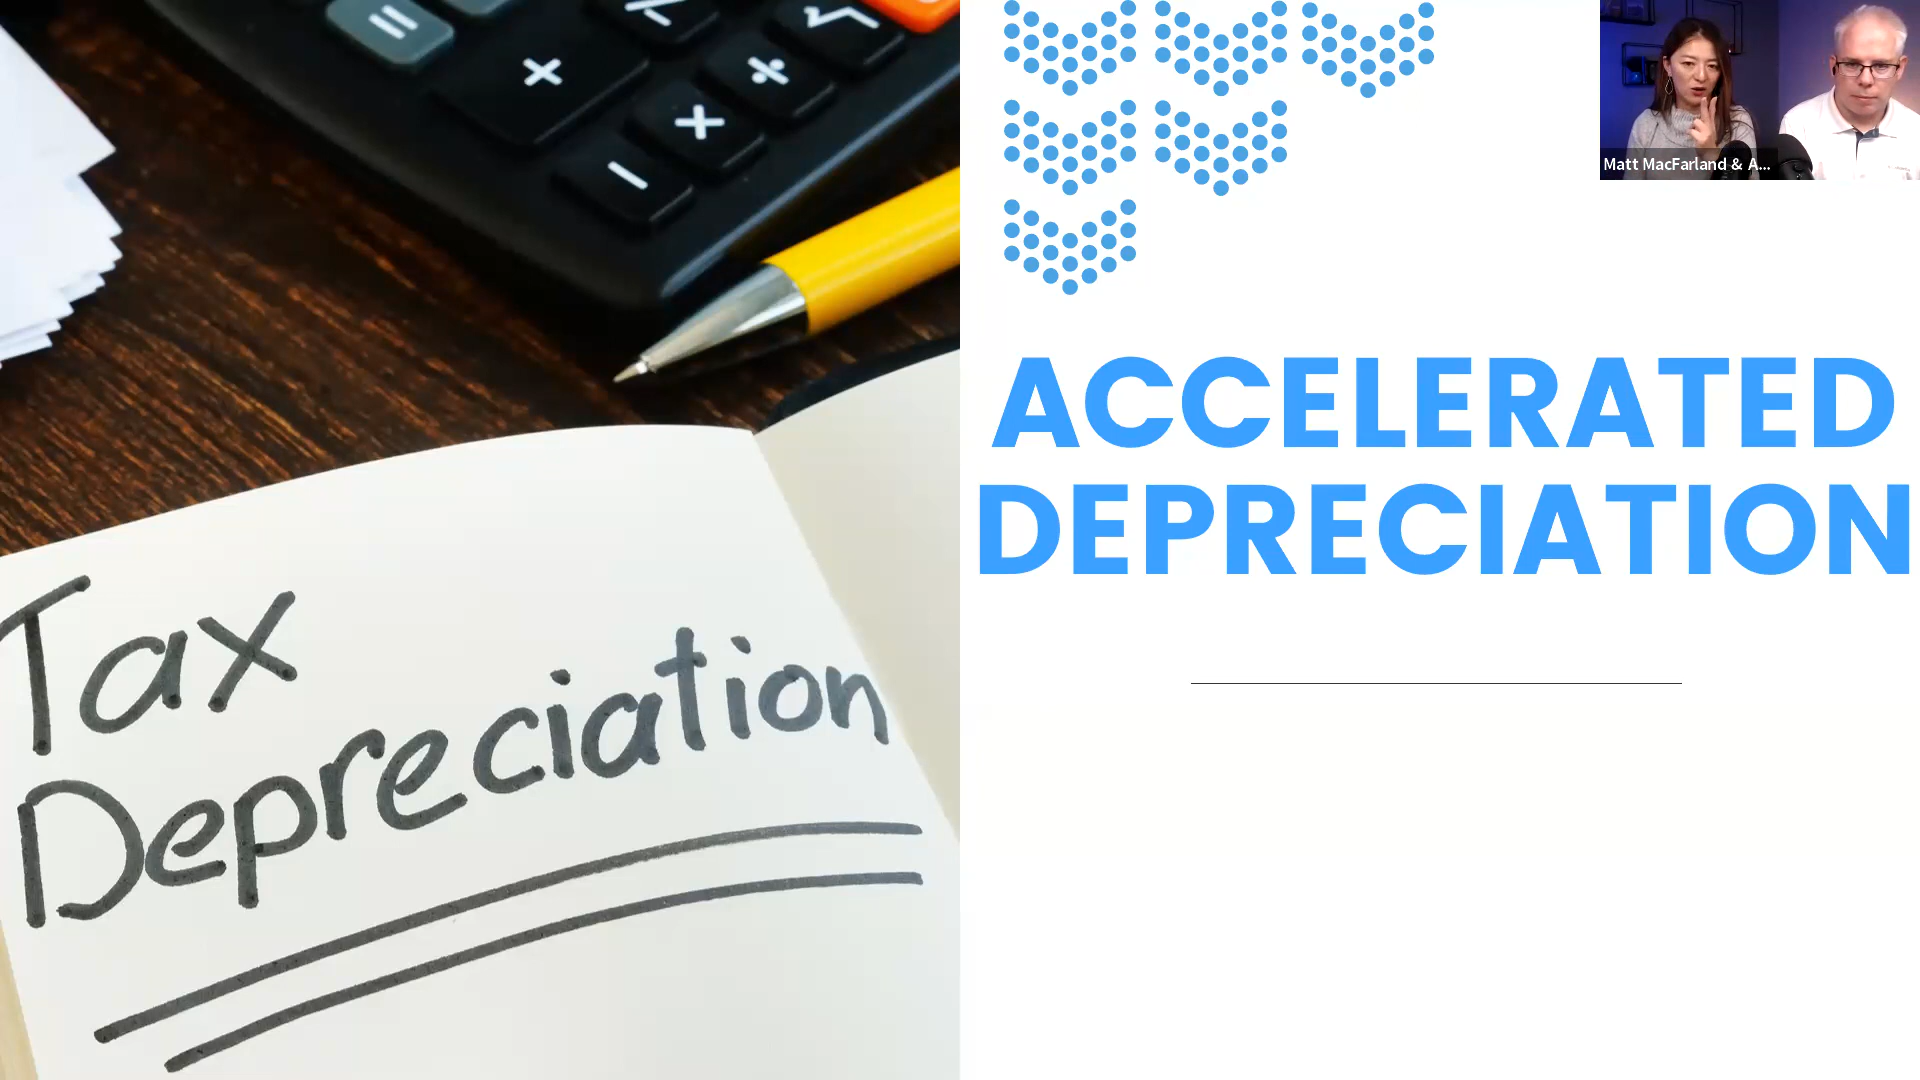 =
+
×
÷
√
−
Tax
Depreciation
ACCELERATED
DEPRECIATION
Matt MacFarland & A...